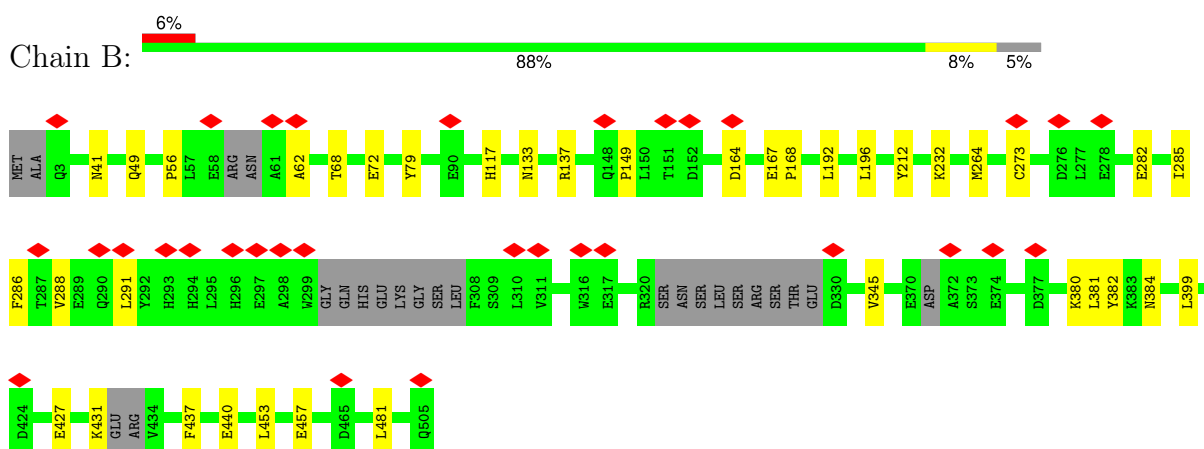 6%
Chain B:
88% 8% 5%
MET ALA Q3 N41 Q49 P56 L57 E58 ARG ASN A61 A62 T68 E72 Y79 E90 H117 N133 R137 Q148 P149 L150 T151 D152 D164 E167 P168 L192 L196 Y212 K232 M264 C273 D276 L277 E278 E282 I285
F286 T287 V288 E289 Q290 L291 Y292 H293 H294 L295 H296 E297 A298 W299 GLY GLN HIS GLU LYS GLY SER LEU F308 S309 L310 V311 W316 E317 R320 SER ASN SER LEU SER ARG SER THR GLU D330 V345 E370 ASP A372 S373 E374 D377 K380 L381 Y382 K383 N384 L399
D424 E427 K431 GLU ARG V434 F437 E440 L453 E457 D465 L481 Q505